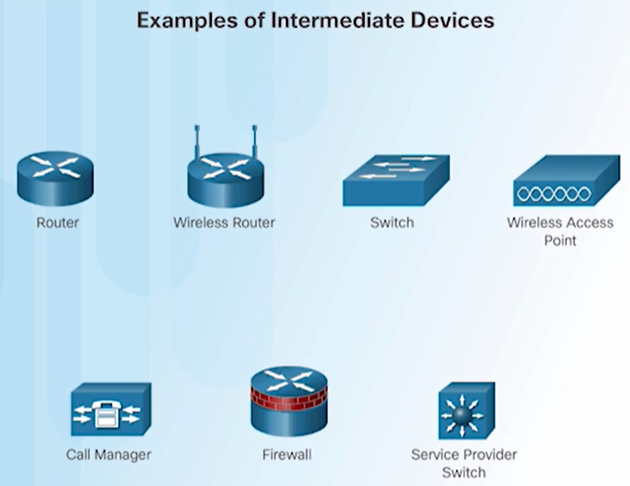 Examples of Intermediate Devices
Router
Wireless Router
Switch
Wireless Access
Point
Call Manager
Firewall
Service Provider
Switch